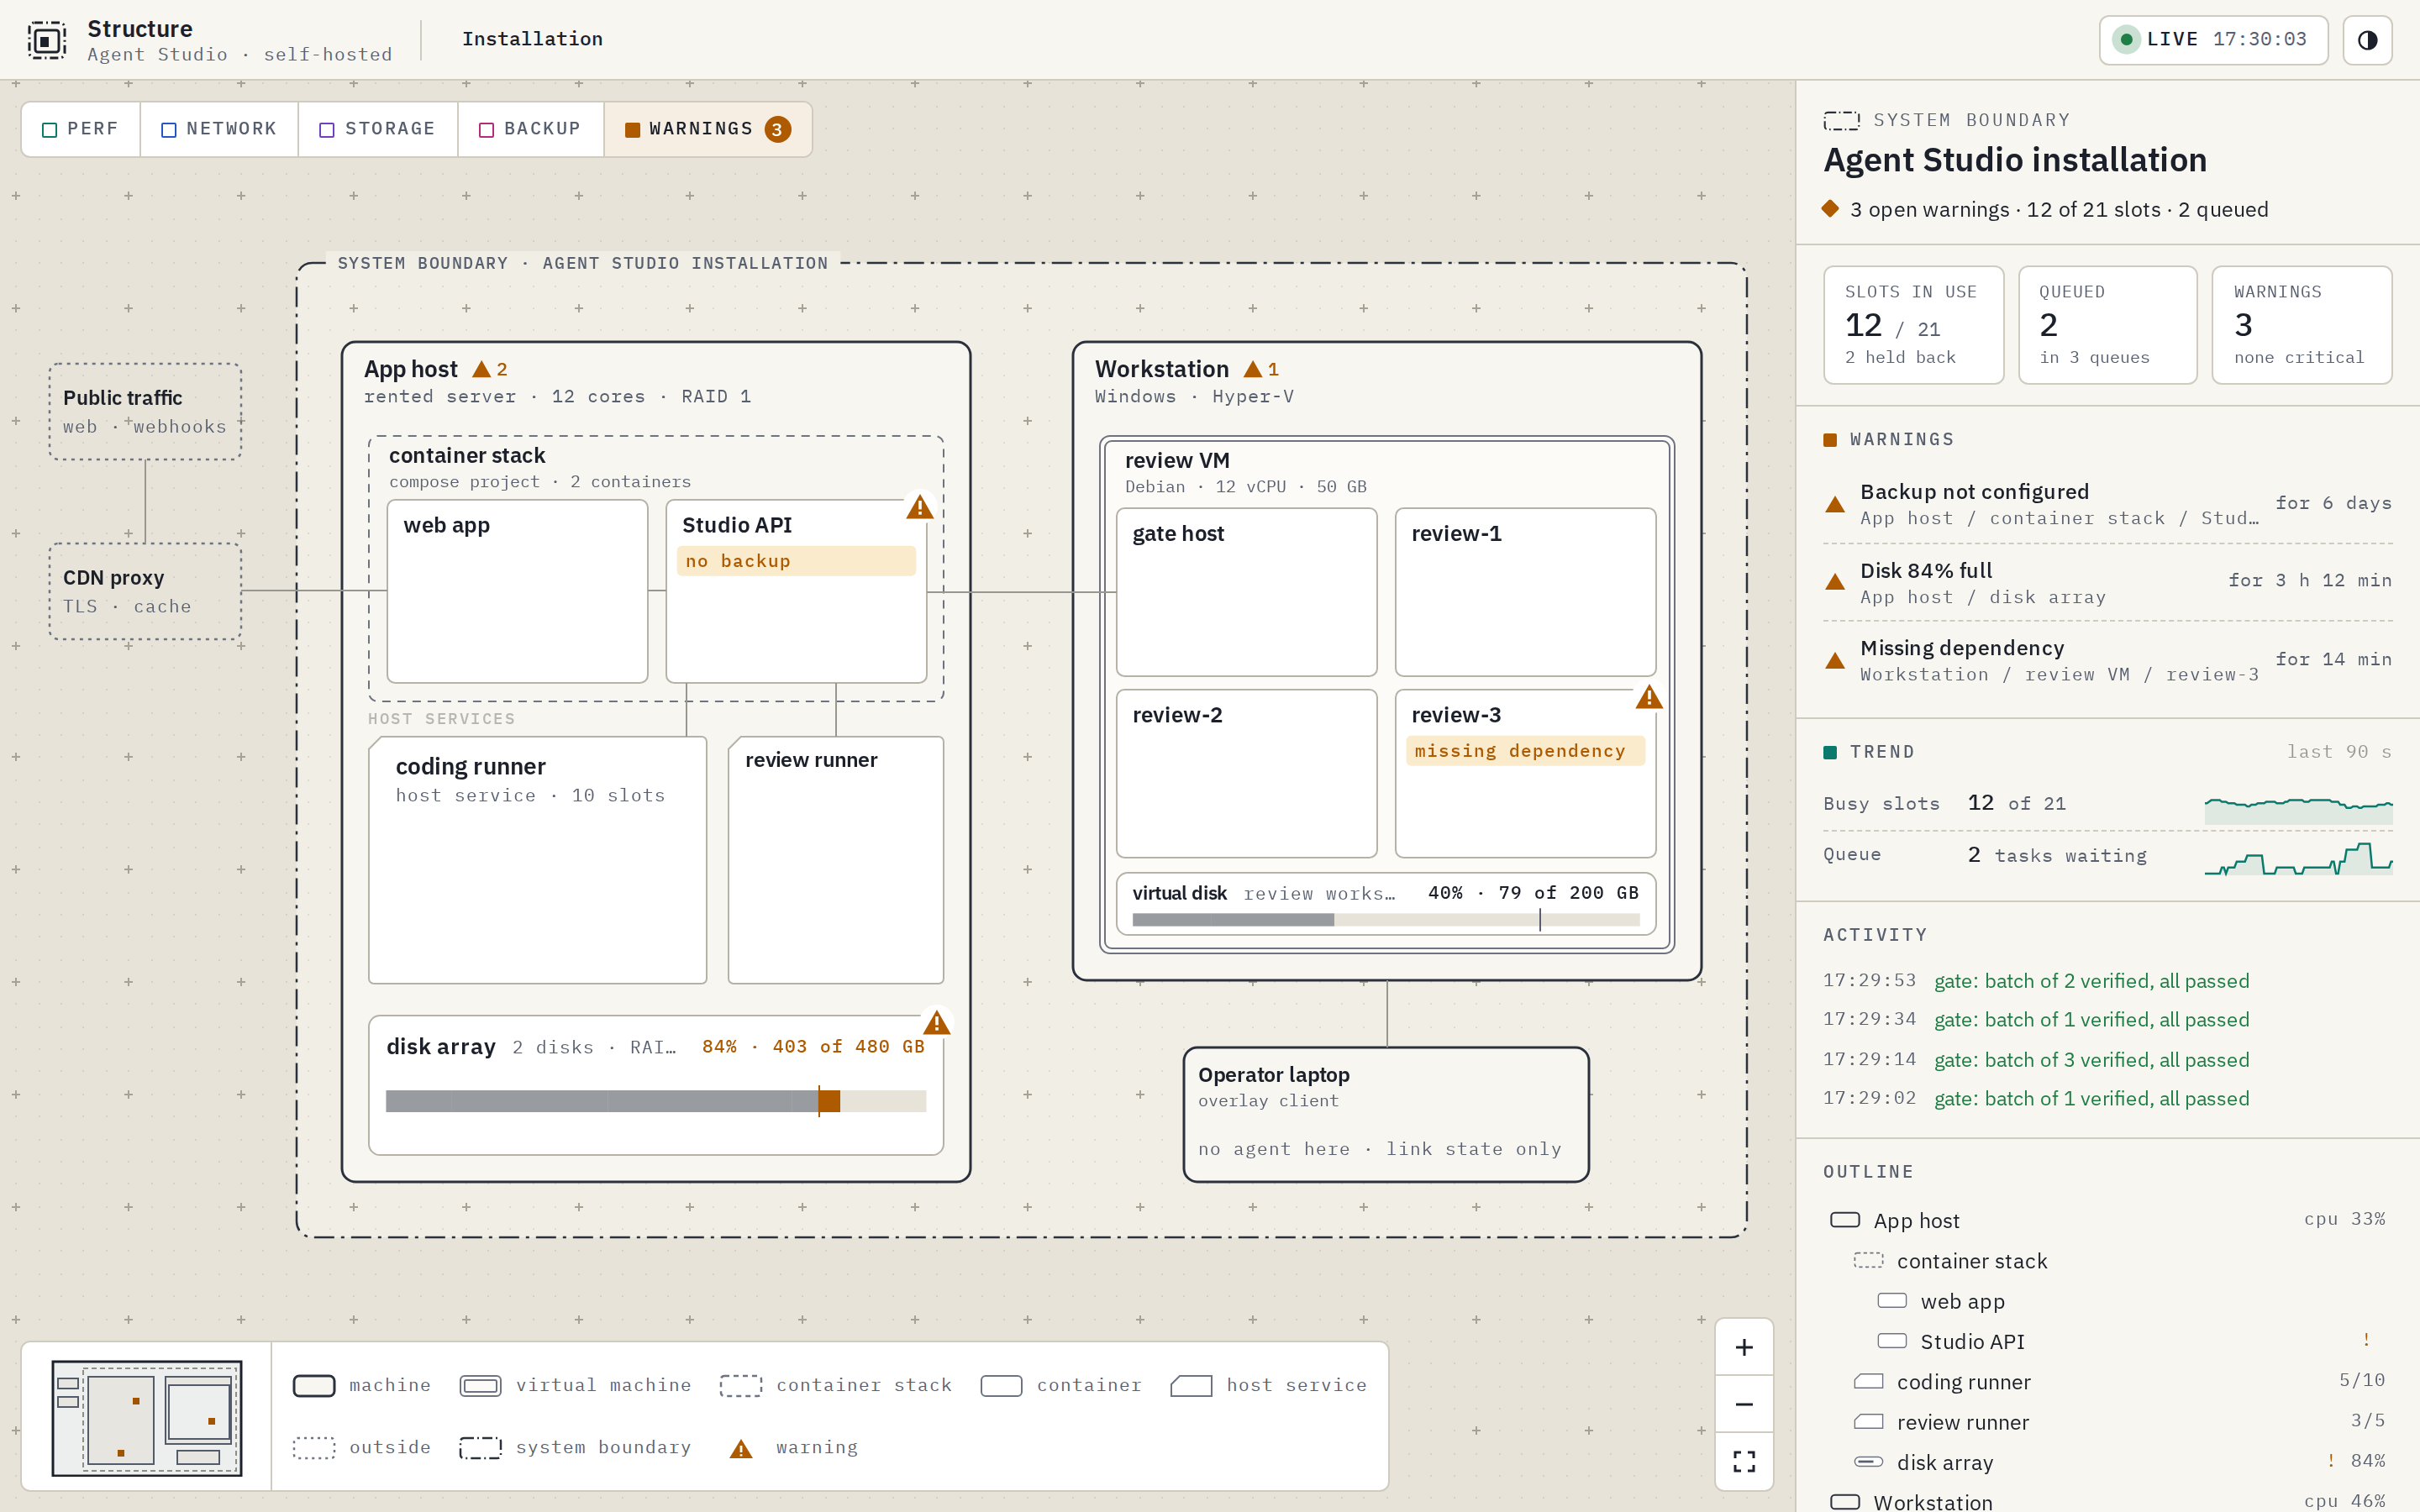 Structure
Agent Studio · self-hosted
Installation
LIVE 17:30:03
PERF
NETWORK
STORAGE
BACKUP
WARNINGS 3
SYSTEM BOUNDARY · AGENT STUDIO INSTALLATION
Public traffic
web · webhooks
CDN proxy
TLS · cache
App host 2
rented server · 12 cores · RAID 1
container stack
compose project · 2 containers
web app
Studio API
no backup
HOST SERVICES
coding runner
host service · 10 slots
review runner
disk array 2 disks · RAI… 84% · 403 of 480 GB
Workstation 1
Windows · Hyper-V
review VM
Debian · 12 vCPU · 50 GB
gate host
review-1
review-2
review-3
missing dependency
virtual disk review works… 40% · 79 of 200 GB
Operator laptop
overlay client
no agent here · link state only
machine
virtual machine
container stack
container
host service
outside
system boundary
warning
SYSTEM BOUNDARY
Agent Studio installation
3 open warnings · 12 of 21 slots · 2 queued
SLOTS IN USE
12 / 21
2 held back
QUEUED
2
in 3 queues
WARNINGS
3
none critical
WARNINGS
Backup not configured
App host / container stack / Stud…
for 6 days
Disk 84% full
App host / disk array
for 3 h 12 min
Missing dependency
Workstation / review VM / review-3
for 14 min
TREND last 90 s
Busy slots 12 of 21
Queue 2 tasks waiting
ACTIVITY
17:29:53 gate: batch of 2 verified, all passed
17:29:34 gate: batch of 1 verified, all passed
17:29:14 gate: batch of 3 verified, all passed
17:29:02 gate: batch of 1 verified, all passed
OUTLINE
App host cpu 33%
container stack
web app
Studio API !
coding runner 5/10
review runner 3/5
disk array ! 84%
Workstation cpu 46%